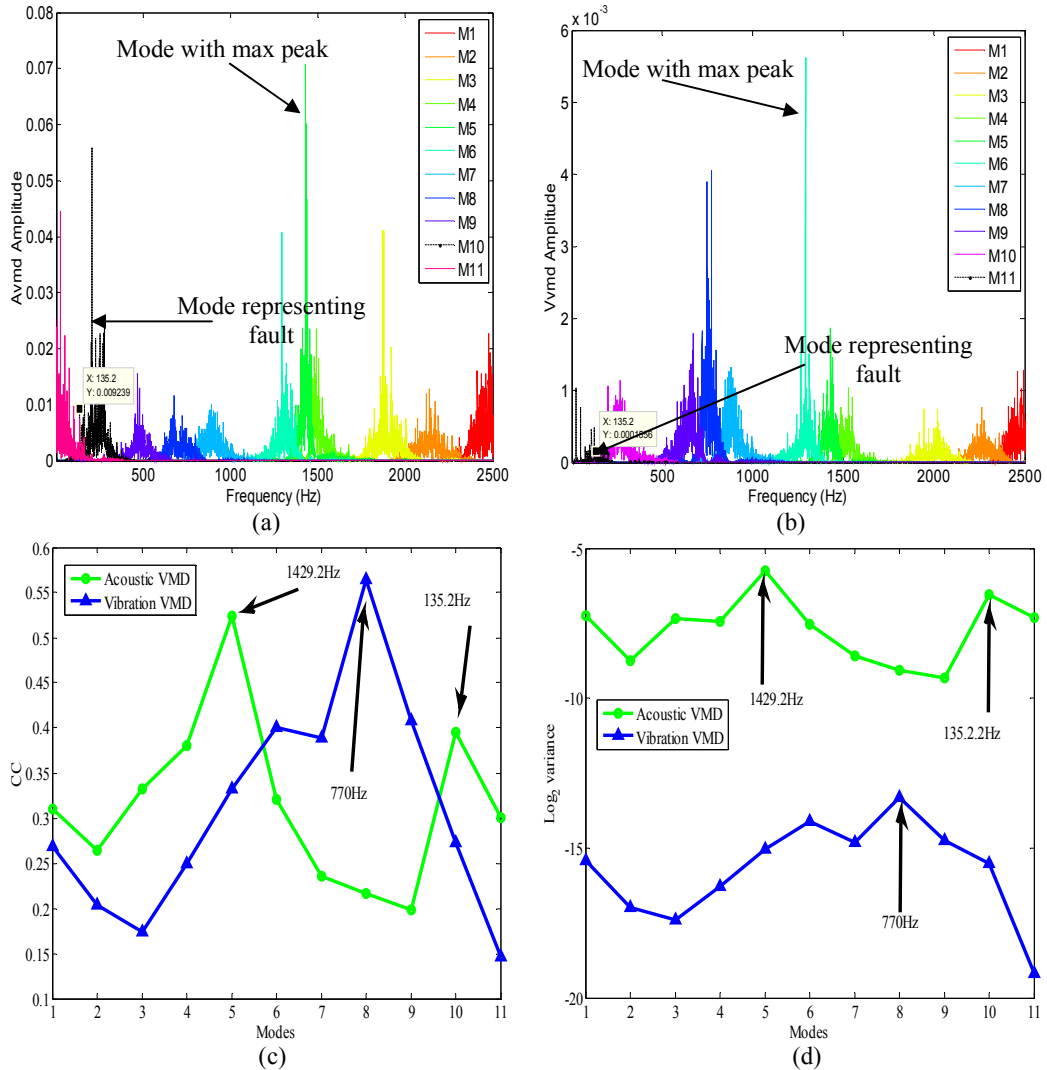 0.08
0.07
0.06
0.05
0.04
0.03
0.02
0.01
0
500
1000
1500
2000
2500
Avmd Amplitude
Frequency (Hz)
Mode with max peak
Mode representing
fault
X: 135.2
Y: 0.009239
M1
M2
M3
M4
M5
M6
M7
M8
M9
M10
M11
(a)
x 10-3
6
5
4
3
2
1
0
500
1000
1500
2000
2500
Vvmd Amplitude
Frequency (Hz)
Mode with max peak
Mode representing
fault
X: 135.2
M1
M2
M3
M4
M5
M6
M7
M8
M9
M10
M11
(b)
0.6
0.55
0.5
0.45
0.4
0.35
0.3
0.25
0.2
0.15
0.1
1
2
3
4
5
6
7
8
9
10
11
CC
Modes
Acoustic VMD
Vibration VMD
1429.2Hz
135.2Hz
770Hz
(c)
-5
-10
-15
-20
1
2
3
4
5
6
7
8
9
10
11
Log2 variance
Modes
Acoustic VMD
Vibration VMD
1429.2Hz
135.2.2Hz
770Hz
(d)